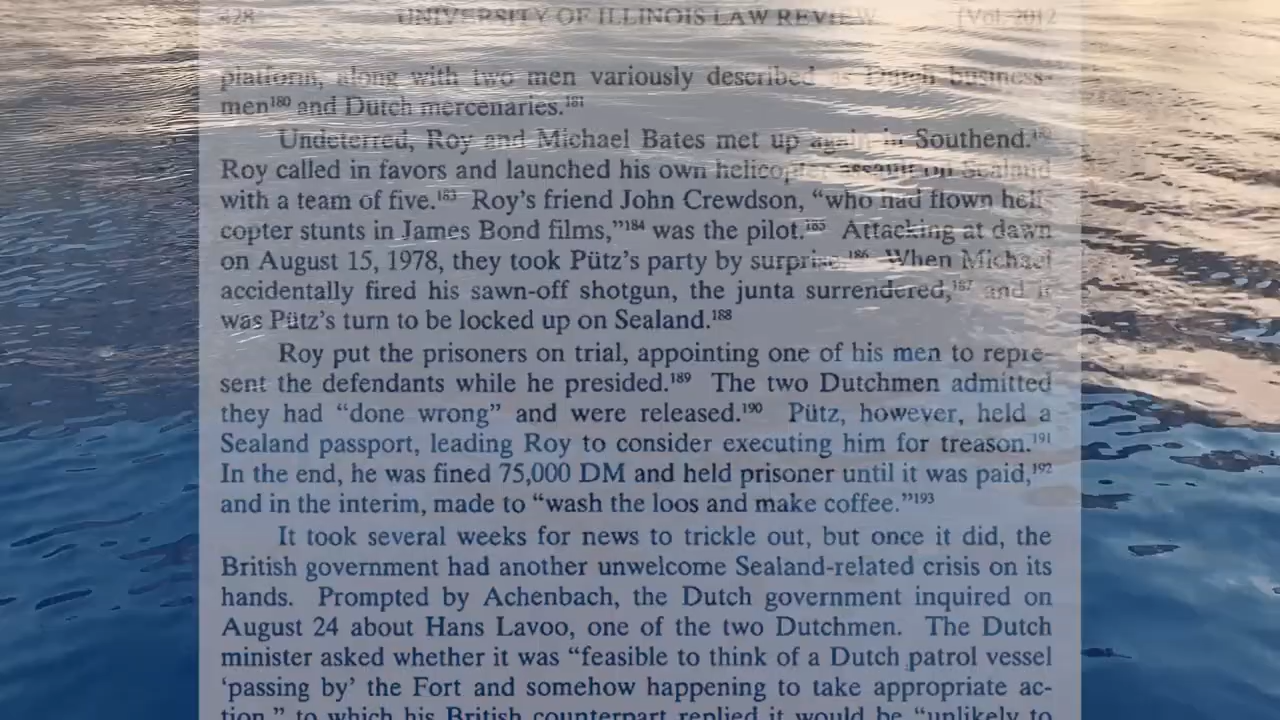 428 UNIVERSITY OF ILLINOIS LAW REVIEW [Vol. 2012
platform, along with two men variously described as Dutch business-
men¹⁸⁰ and Dutch mercenaries.¹⁸¹
Undeterred, Roy and Michael Bates met up again in Southend.¹⁸²
Roy called in favors and launched his own helicopter assault on Sealand
with a team of five.¹⁸³ Roy’s friend John Crewdson, “who had flown heli-
copter stunts in James Bond films,”¹⁸⁴ was the pilot.¹⁸⁵ Attacking at dawn
on August 15, 1978, they took Pütz’s party by surprise.¹⁸⁶ When Michael
accidentally fired his sawn-off shotgun, the junta surrendered,¹⁸⁷ and it
was Pütz’s turn to be locked up on Sealand.¹⁸⁸
Roy put the prisoners on trial, appointing one of his men to repre-
sent the defendants while he presided.¹⁸⁹ The two Dutchmen admitted
they had “done wrong” and were released.¹⁹⁰ Pütz, however, held a
Sealand passport, leading Roy to consider executing him for treason.¹⁹¹
In the end, he was fined 75,000 DM and held prisoner until it was paid,¹⁹²
and in the interim, made to “wash the loos and make coffee.”¹⁹³
It took several weeks for news to trickle out, but once it did, the
British government had another unwelcome Sealand-related crisis on its
hands. Prompted by Achenbach, the Dutch government inquired on
August 24 about Hans Lavoo, one of the two Dutchmen. The Dutch
minister asked whether it was “feasible to think of a Dutch patrol vessel
‘passing by’ the Fort and somehow happening to take appropriate ac-
tion,” to which his British counterpart replied it would be “unlikely to